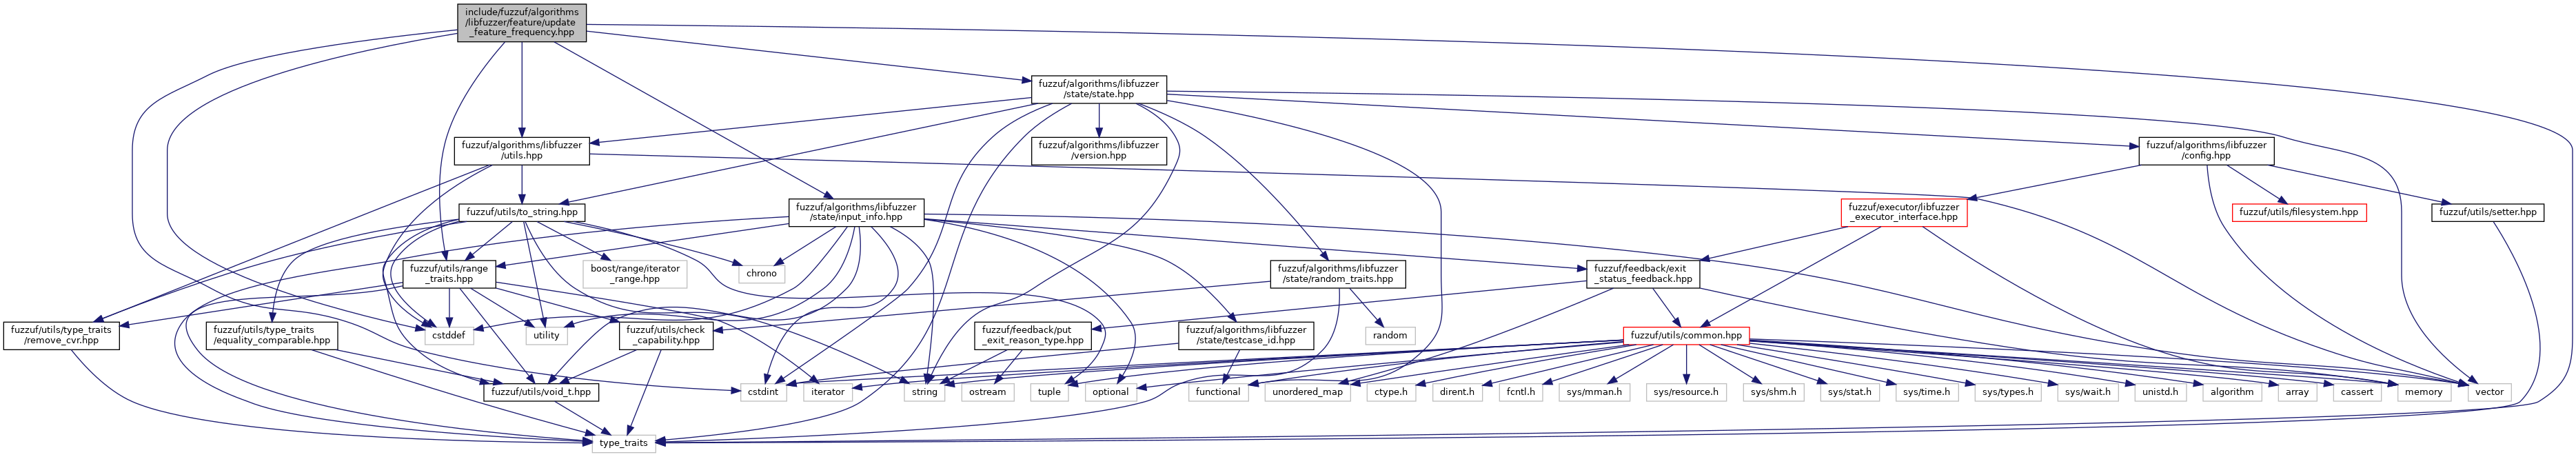 include/fuzzuf/algorithms
/libfuzzer/feature/update
_feature_frequency.hpp
fuzzuf/algorithms/libfuzzer
/state/state.hpp
fuzzuf/algorithms/libfuzzer
/utils.hpp
fuzzuf/algorithms/libfuzzer
/version.hpp
fuzzuf/algorithms/libfuzzer
/config.hpp
fuzzuf/utils/to_string.hpp
fuzzuf/algorithms/libfuzzer
/state/input_info.hpp
fuzzuf/executor/libfuzzer
_executor_interface.hpp
fuzzuf/utils/filesystem.hpp
fuzzuf/utils/setter.hpp
fuzzuf/utils/range
_traits.hpp
boost/range/iterator
_range.hpp
chrono
fuzzuf/algorithms/libfuzzer
/state/random_traits.hpp
fuzzuf/feedback/exit
_status_feedback.hpp
fuzzuf/utils/type_traits
/remove_cvr.hpp
fuzzuf/utils/type_traits
/equality_comparable.hpp
cstddef
utility
fuzzuf/utils/check
_capability.hpp
fuzzuf/feedback/put
_exit_reason_type.hpp
fuzzuf/algorithms/libfuzzer
/state/testcase_id.hpp
random
fuzzuf/utils/common.hpp
fuzzuf/utils/void_t.hpp
cstdint
iterator
string
ostream
tuple
optional
functional
unordered_map
ctype.h
dirent.h
fcntl.h
sys/mman.h
sys/resource.h
sys/shm.h
sys/stat.h
sys/time.h
sys/types.h
sys/wait.h
unistd.h
algorithm
array
cassert
memory
vector
type_traits